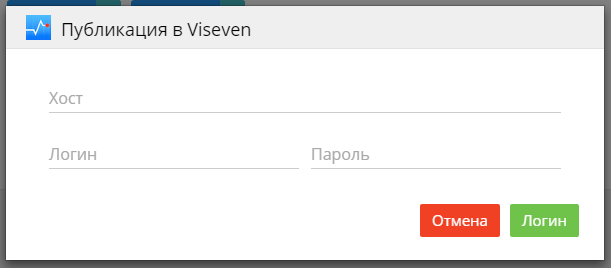 Публикация в Viseven
Хост
Логин Пароль
Отмена Логин